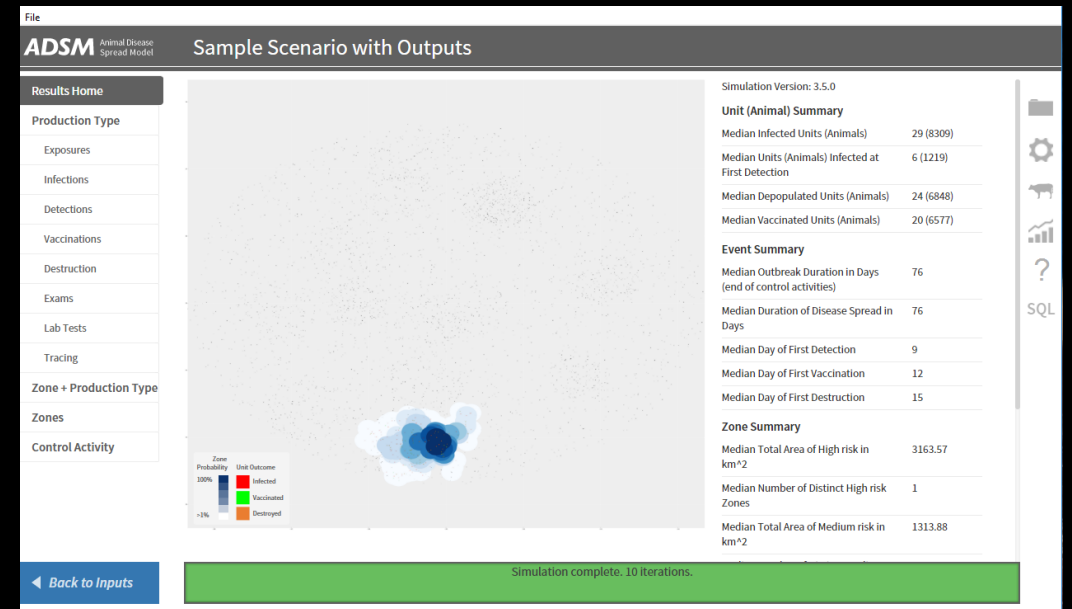 File
ADSM Animal Disease
Spread Model
Sample Scenario with Outputs
Results Home
Production Type
Exposures
Infections
Detections
Vaccinations
Destruction
Exams
Lab Tests
Tracing
Zone + Production Type
Zones
Control Activity
Back to Inputs
Zone
Probability Unit Outcome
100% Infected
Vaccinated
>1% Destroyed
Simulation Version: 3.5.0
Unit (Animal) Summary
Median Infected Units (Animals) 29 (8309)
Median Units (Animals) Infected at 6 (1219)
First Detection
Median Depopulated Units (Animals) 24 (6848)
Median Vaccinated Units (Animals) 20 (6577)
Event Summary
Median Outbreak Duration in Days 76
(end of control activities)
Median Duration of Disease Spread in 76
Days
Median Day of First Detection 9
Median Day of First Vaccination 12
Median Day of First Destruction 15
Zone Summary
Median Total Area of High risk in 3163.57
km^2
Median Number of Distinct High risk 1
Zones
Median Total Area of Medium risk in 1313.88
km^2
?
SQL
Simulation complete. 10 iterations.